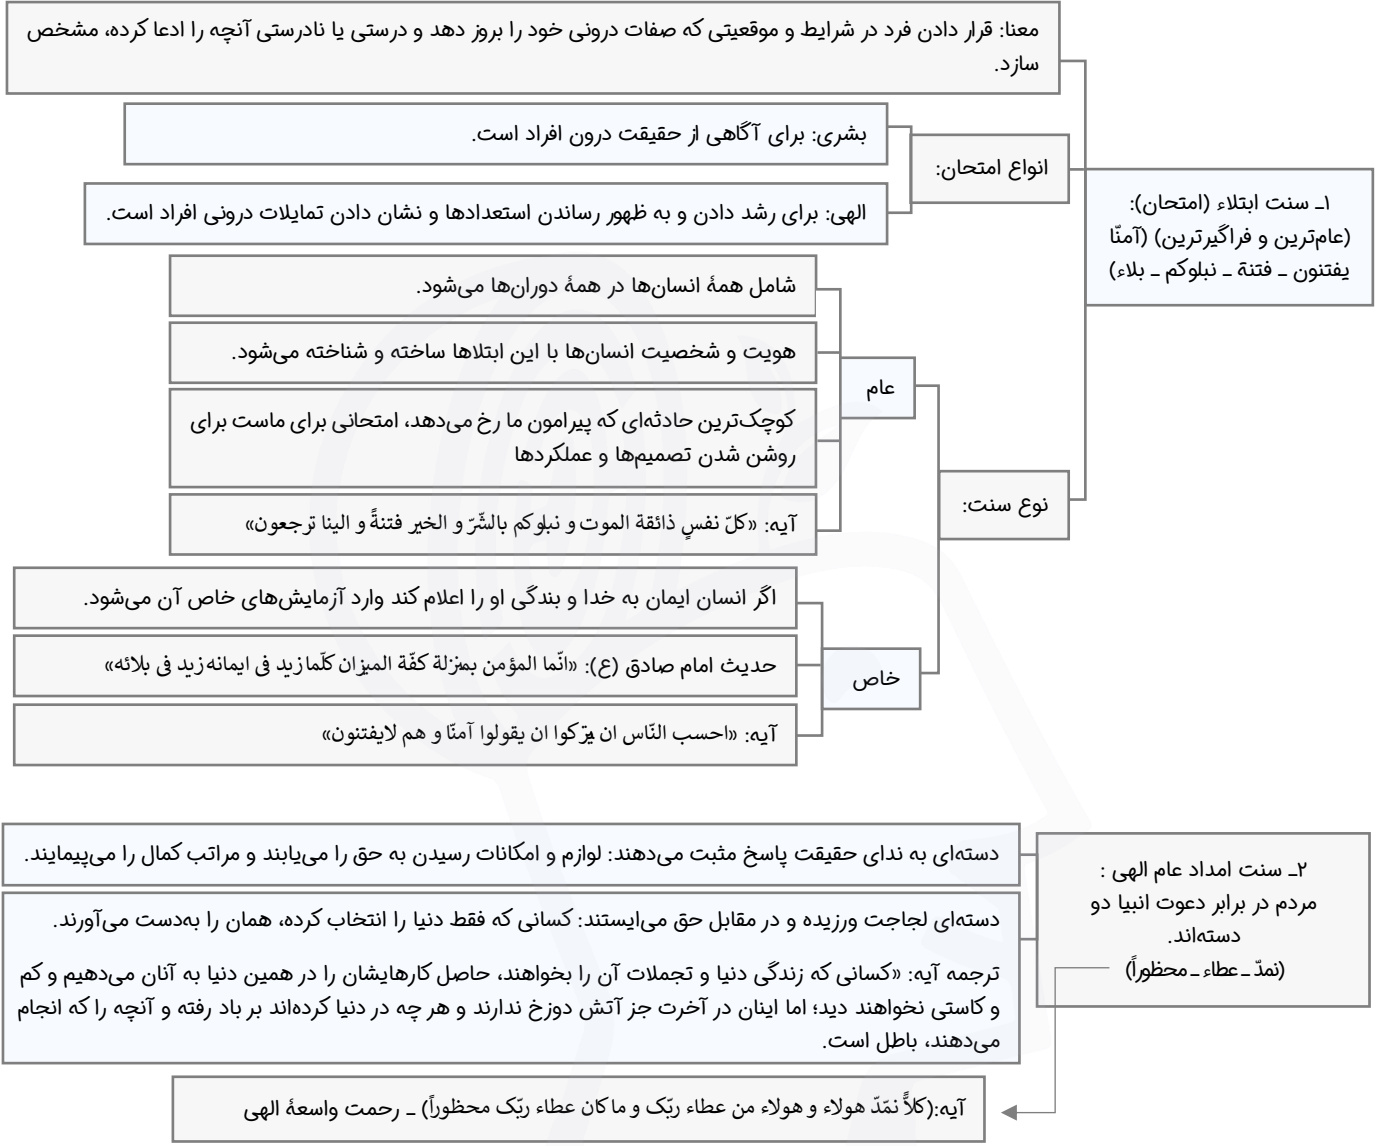 معنا: قرار دادن فرد در شرایط و موقعیتی که صفات درونی خود را بروز دهد و درستی یا نادرستی آنچه را ادعا کرده، مشخص
سازد.
۱ـ سنت ابتلاء (امتحان):
(عام‌ترین و فراگیرترین) (آمنّا
یفتنون ـ فتنة ـ نبلوکم ـ بلاء)
انواع امتحان:
بشری: برای آگاهی از حقیقت درون افراد است.
الهی: برای رشد دادن و به ظهور رساندن استعدادها و نشان دادن تمایلات درونی افراد است.
نوع سنت:
عام
شامل همهٔ انسان‌ها در همهٔ دوران‌ها می‌شود.
هویت و شخصیت انسان‌ها با این ابتلاها ساخته و شناخته می‌شود.
کوچک‌ترین حادثه‌ای که پیرامون ما رخ می‌دهد، امتحانی برای ماست برای
روشن شدن تصمیم‌ها و عملکردها
آیه: «کلّ نفسٍ ذائقة الموت و نبلوکم بالشّرّ و الخیر فتنةً و الینا ترجعون»
خاص
اگر انسان ایمان به خدا و بندگی او را اعلام کند وارد آزمایش‌های خاص آن می‌شود.
حدیث امام صادق (ع): «انّما المؤمن بمنزلة کفّة المیزان کلّما زید فی ایمانه زید فی بلائه»
آیه: «احسب النّاس ان یترکوا ان یقولوا آمنّا و هم لایفتنون»
۲ـ سنت امداد عام الهی :
مردم در برابر دعوت انبیا دو
دسته‌اند.
(نمدّ ـ عطاء ـ محظوراً)
دسته‌ای به ندای حقیقت پاسخ مثبت می‌دهند: لوازم و امکانات رسیدن به حق را می‌یابند و مراتب کمال را می‌پیمایند.
دسته‌ای لجاجت ورزیده و در مقابل حق می‌ایستند: کسانی که فقط دنیا را انتخاب کرده، همان را به‌دست می‌آورند.
ترجمه آیه: «کسانی که زندگی دنیا و تجملات آن را بخواهند، حاصل کارهایشان را در همین دنیا به آنان می‌دهیم و کم
و کاستی نخواهند دید؛ اما اینان در آخرت جز آتش دوزخ ندارند و هر چه در دنیا کرده‌اند بر باد رفته و آنچه را که انجام
می‌دهند، باطل است.
آیه:(کلاًّ نمّدّ هولاء و هولاء من عطاء ربّک و ما کان عطاء ربّک محظوراً) ـ رحمت واسعهٔ الهی